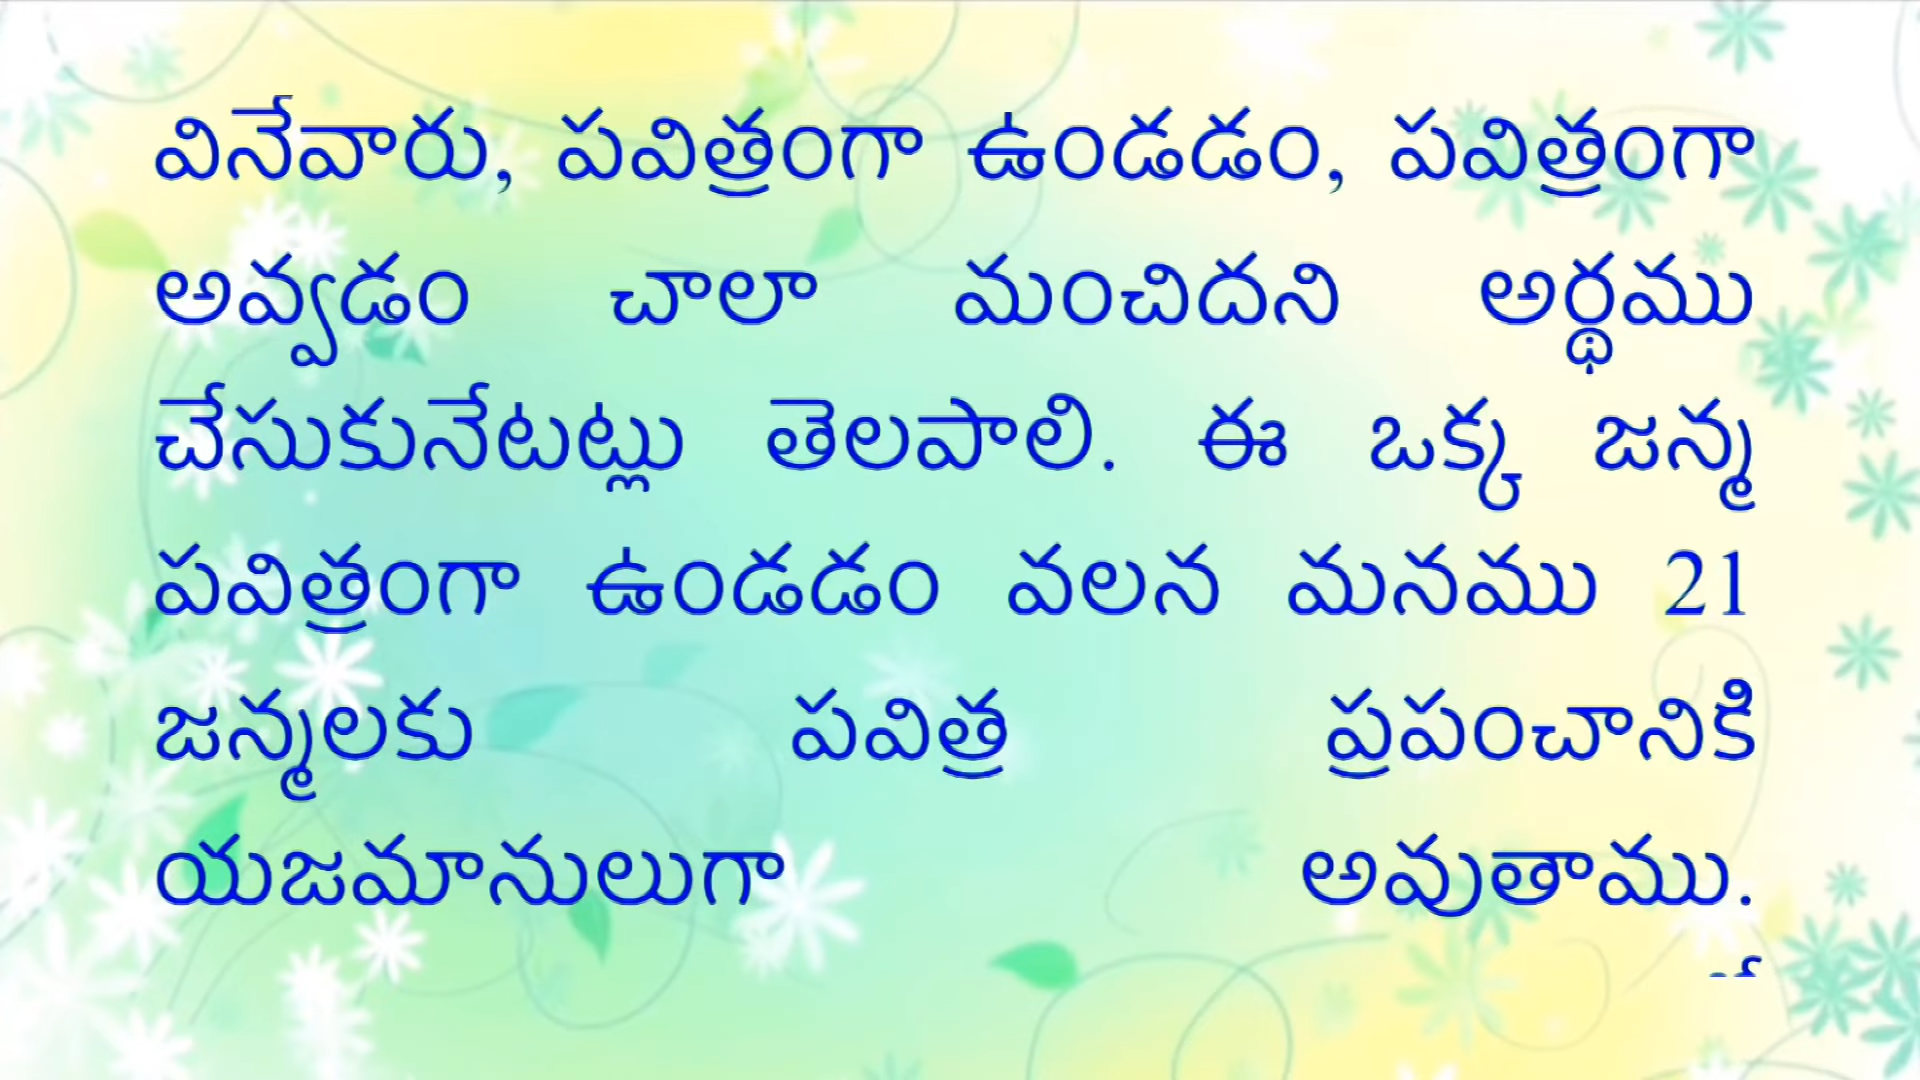 వినేవారు, పవిత్రంగా ఉండడం, పవిత్రంగా
అవ్వడం చాలా మంచిదని అర్థము
చేసుకునేటట్లు తెలపాలి. ఈ ఒక్క జన్మ
పవిత్రంగా ఉండడం వలన మనము 21
జన్మలకు పవిత్ర ప్రపంచానికి
యజమానులుగా అవుతాము.